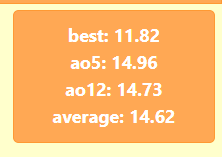 best: 11.82
ao5: 14.96
ao12: 14.73
average: 14.62